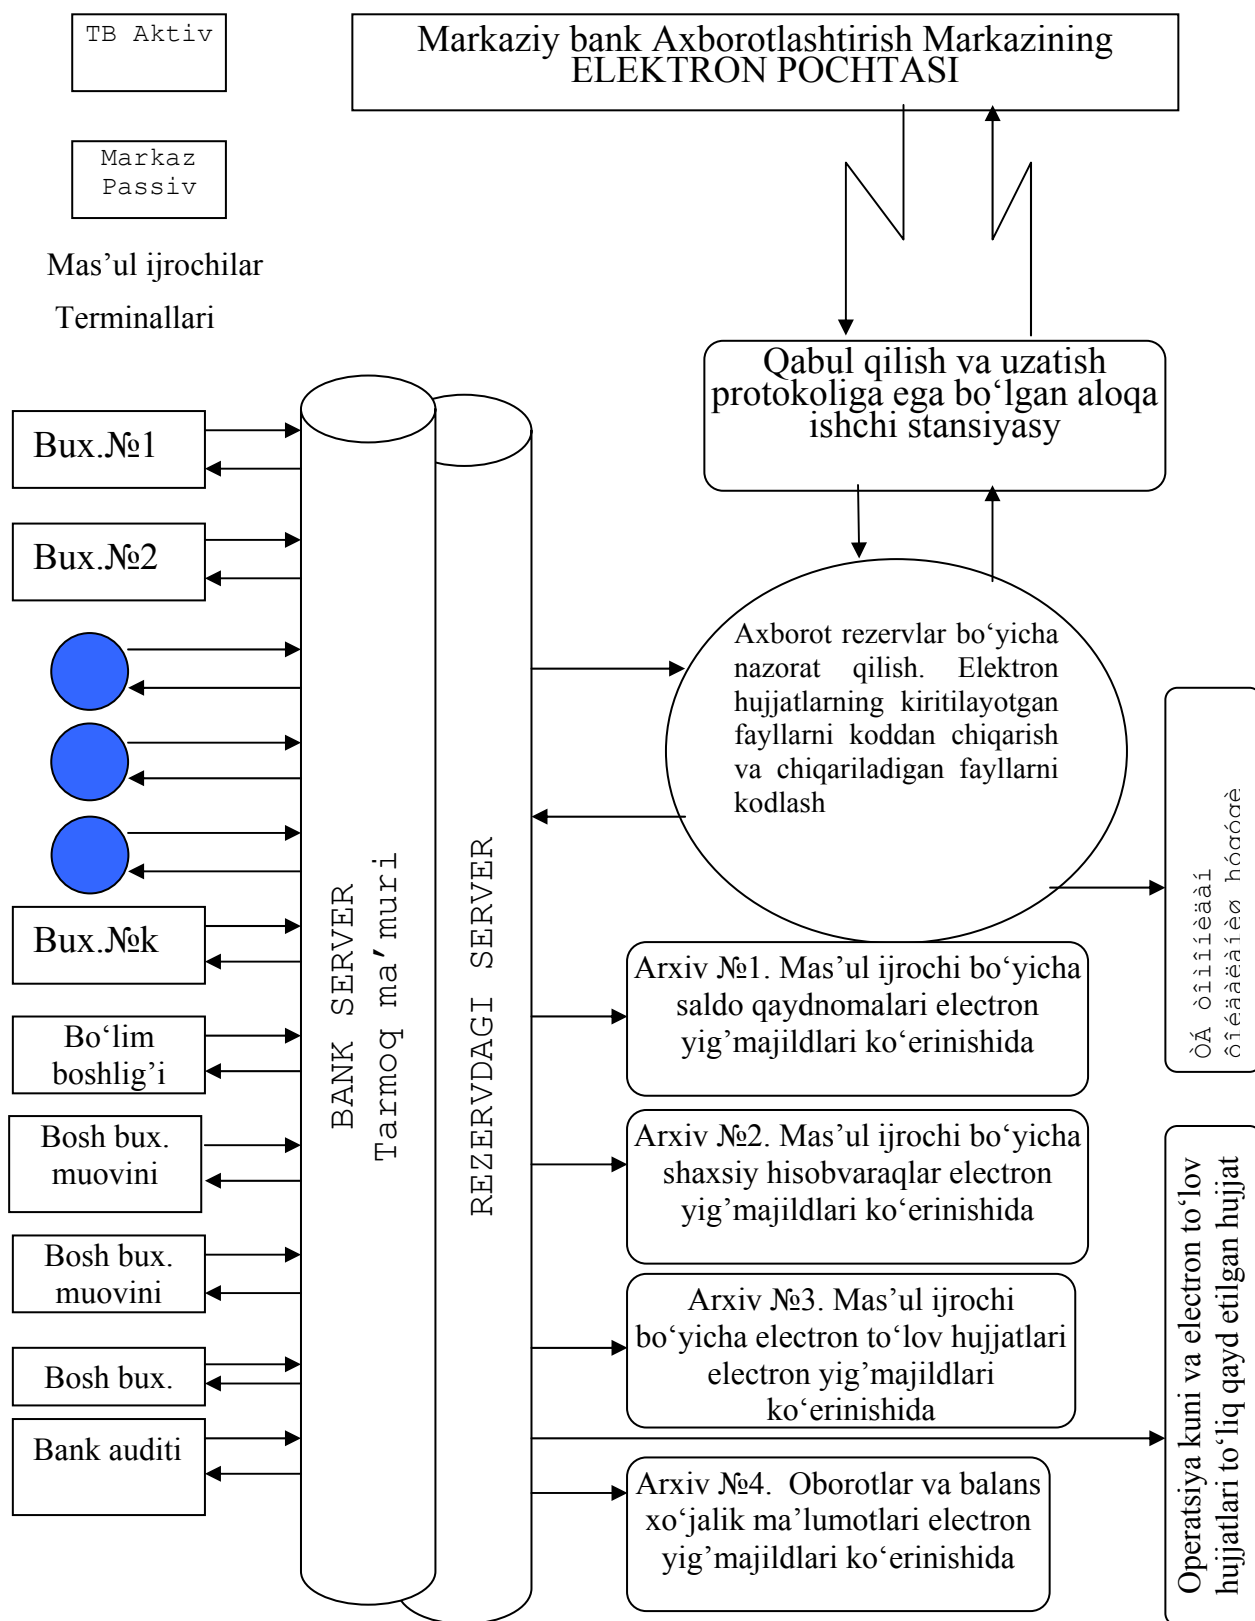 TB Aktiv
Markaziy bank Axborotlashtirish Markazining
ELEKTRON POCHTASI
Markaz
Passiv
Mas’ul ijrochilar
Terminallari
Qabul qilish va uzatish
protokoliga ega bo‘lgan aloqa
ishchi stansiyasy
Bux.№1
Bux.№2
Axborot rezervlar bo‘yicha
nazorat qilish. Elektron
hujjatlarning kiritilayotgan
fayllarni koddan chiqarish
va chiqariladigan fayllarni
kodlash
Bux.№k
Bo‘lim
boshlig’i
Bosh bux.
muovini
Bosh bux.
muovini
Bosh bux.
Bank auditi
BANK SERVER
Tarmoq ma’muri
REZERVDAGI SERVER
Arxiv №1. Mas’ul ijrochi bo‘yicha
saldo qaydnomalari electron
yig’majildlari ko‘erinishida
Arxiv №2. Mas’ul ijrochi bo‘yicha
shaxsiy hisobvaraqlar electron
yig’majildlari ko‘erinishida
Arxiv №3. Mas’ul ijrochi
bo‘yicha electron to‘lov hujjatlari
electron yig’majildlari
ko‘erinishida
Arxiv №4.  Oborotlar va balans
xo‘jalik ma’lumotlari electron
yig’majildlari ko‘erinishida
Operatsiya kuni va electron to‘lov
hujjatlari to‘liq qayd etilgan hujjat